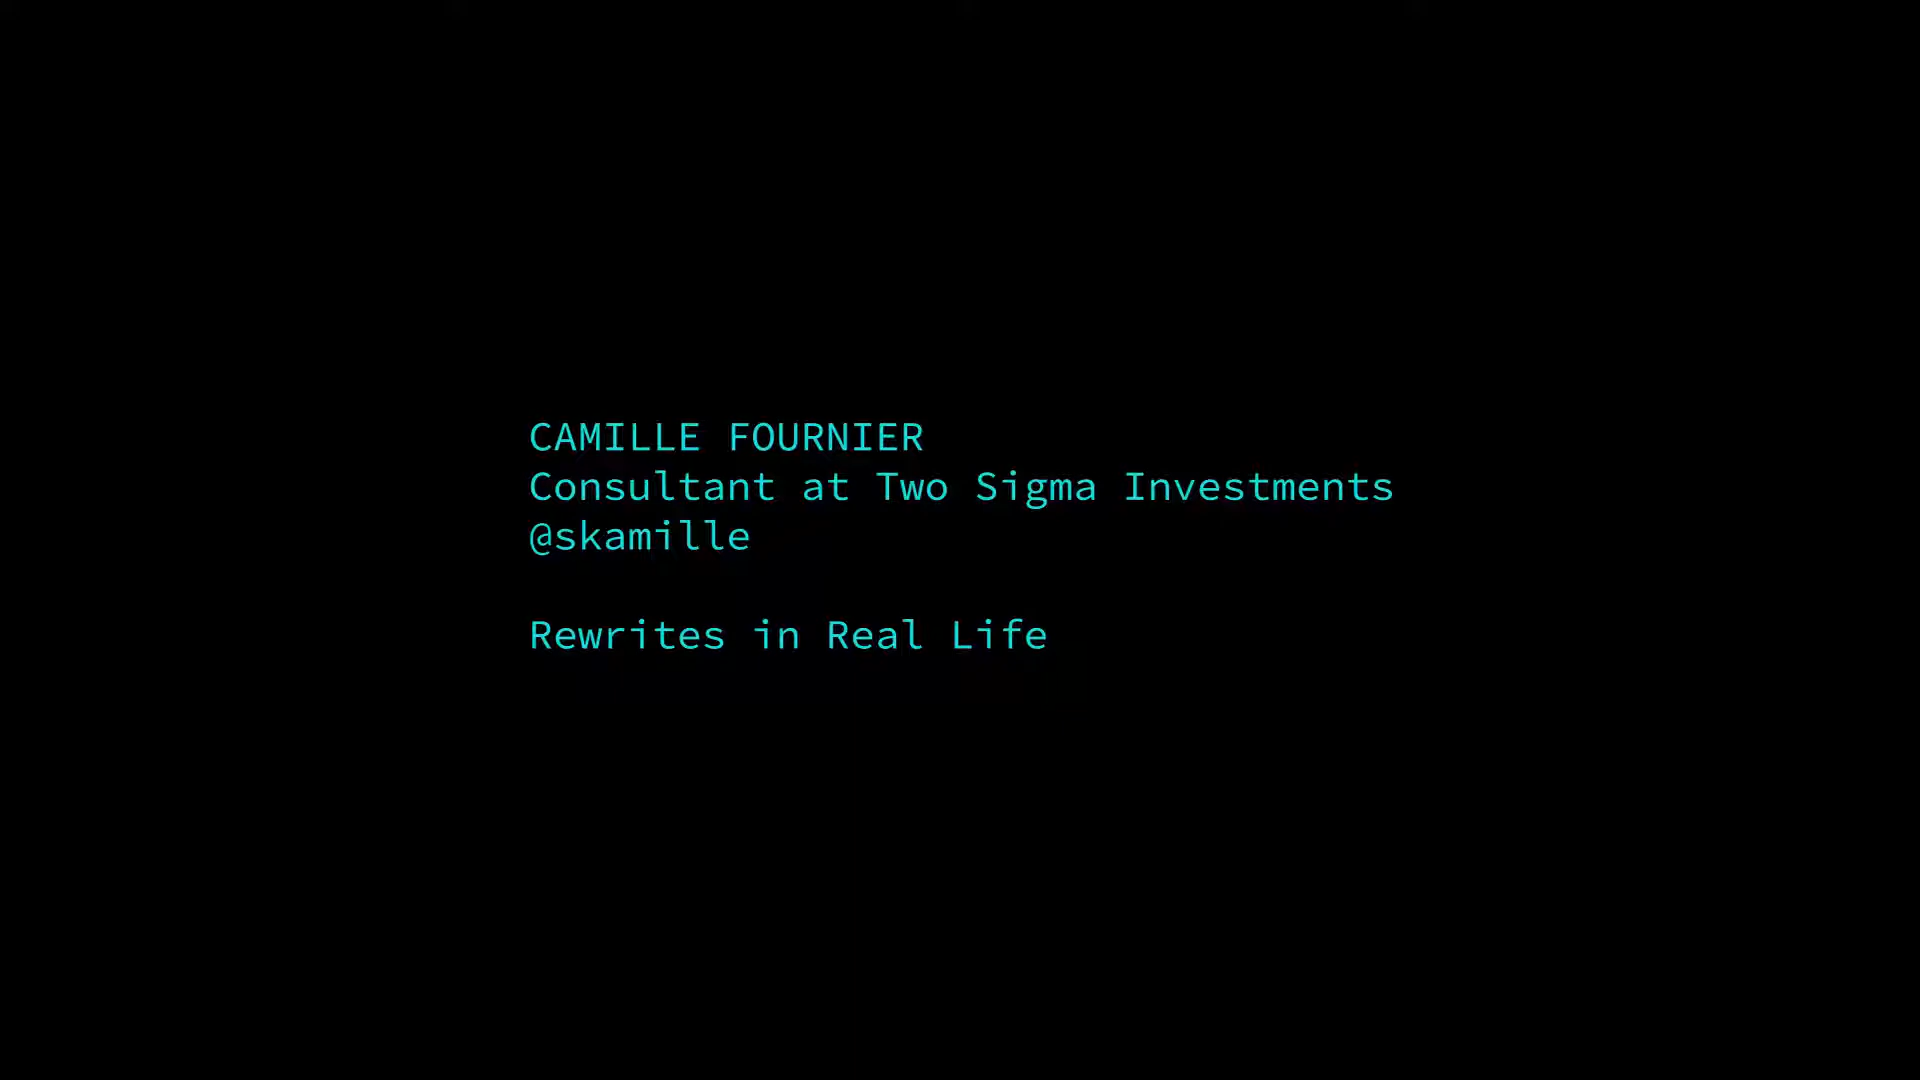 CAMILLE FOURNIER
Consultant at Two Sigma Investments
@skamille
Rewrites in Real Life